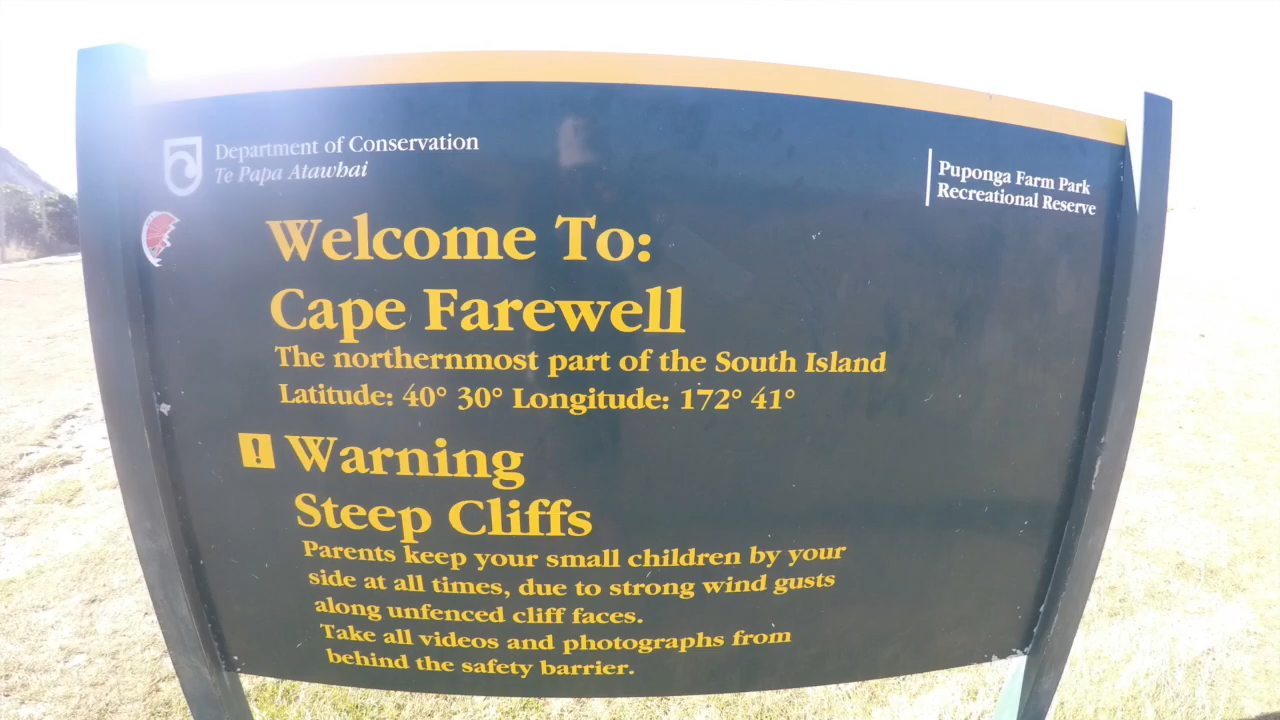 Department of Conservation
Te Papa Atawhai
Puponga Farm Park
Recreational Reserve
Welcome To:
Cape Farewell
The northernmost part of the South Island
Latitude: 40° 30° Longitude: 172° 41°
! Warning
Steep Cliffs
Parents keep your small children by your
side at all times, due to strong wind gusts
along unfenced cliff faces.
Take all videos and photographs from
behind the safety barrier.